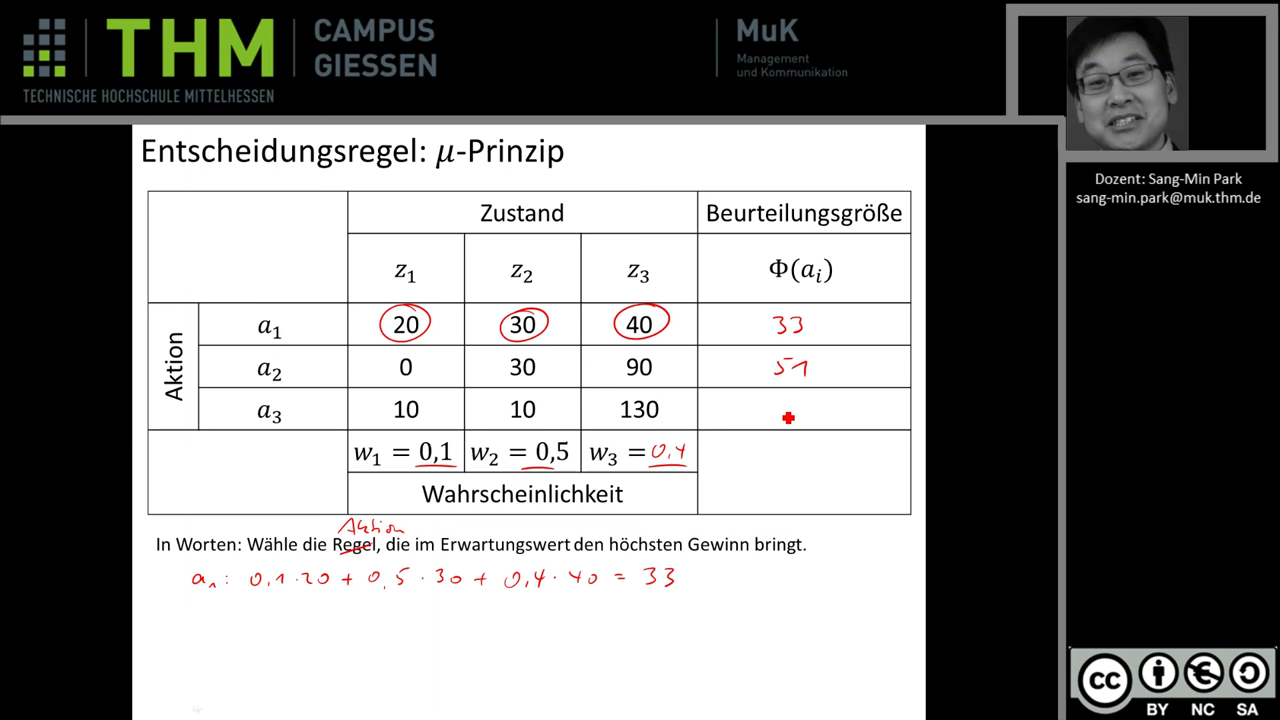 THM
TECHNISCHE HOCHSCHULE MITTELHESSEN
CAMPUS
GIESSEN
MuK
Management
und Kommunikation
Dozent: Sang-Min Park
sang-min.park@muk.thm.de
Entscheidungsregel: μ-Prinzip
Zustand Beurteilungsgröße
z₁ z₂ z₃ Φ(aᵢ)
Aktion
a₁ 20 30 40 33
a₂ 0 30 90 51
a₃ 10 10 130
w₁ = 0,1 w₂ = 0,5 w₃ = 0,4
Wahrscheinlichkeit
Aktion
In Worten: Wähle die Regel, die im Erwartungswert den höchsten Gewinn bringt.
a₁: 0,1·20 + 0,5·30 + 0,4·40 = 33
cc
BY NC SA